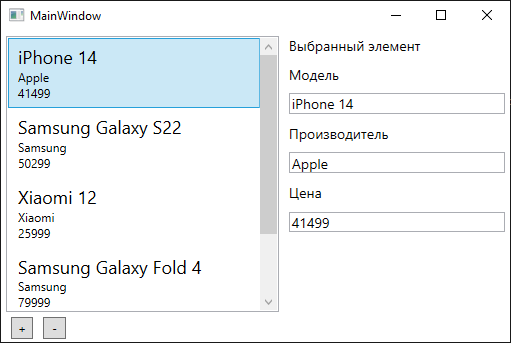 MainWindow
iPhone 14
Apple
41499
Samsung Galaxy S22
Samsung
50299
Xiaomi 12
Xiaomi
25999
Samsung Galaxy Fold 4
Samsung
79999
+ -
Выбранный элемент
Модель
iPhone 14
Производитель
Apple
Цена
41499